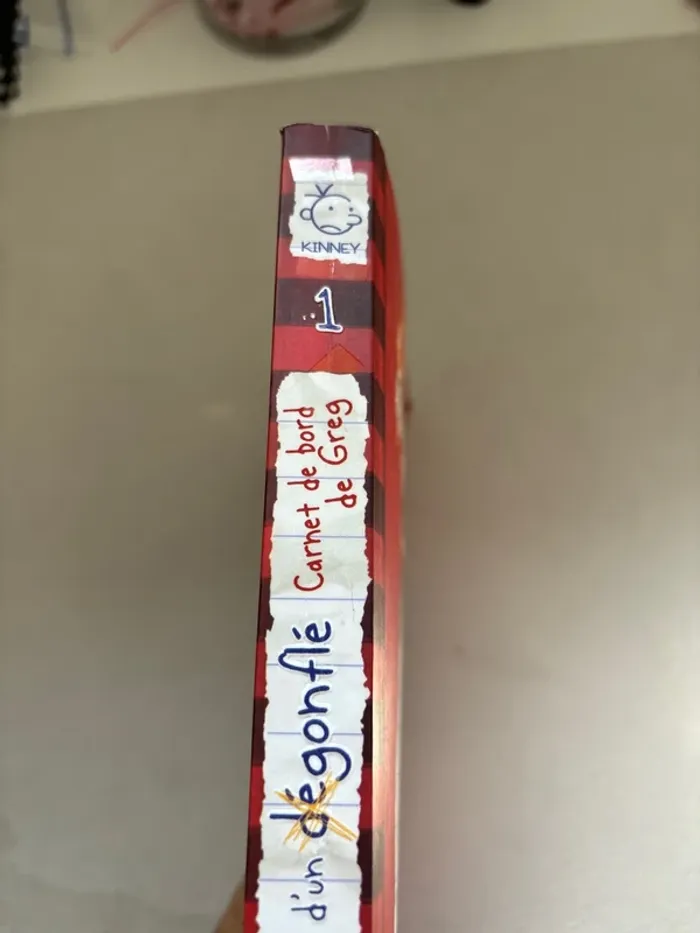 KINNEY
1
d'un dégonflé
Carnet de bord
de Greg